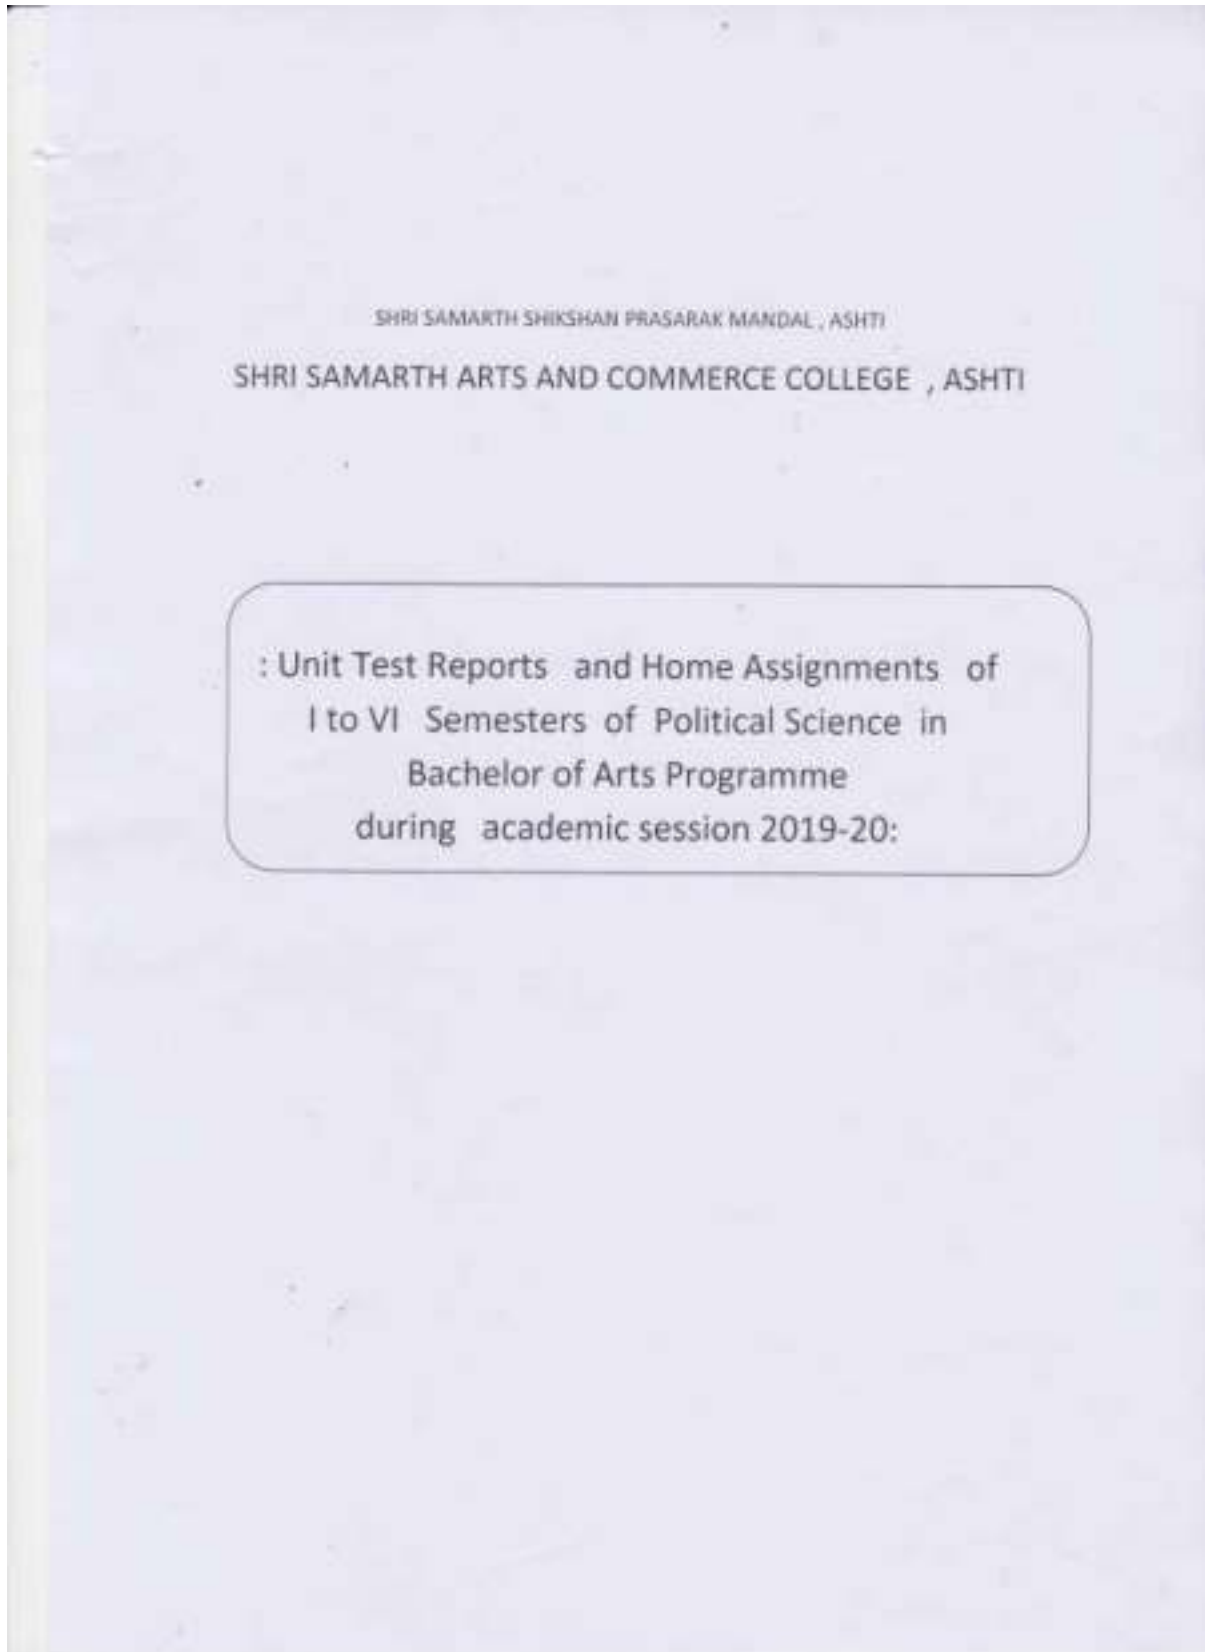 SHRI SAMARTH SHIKSHAN PRASARAK MANDAL , ASHTI
SHRI SAMARTH ARTS AND COMMERCE COLLEGE , ASHTI
: Unit Test Reports and Home Assignments of
I to VI Semesters of Political Science in
Bachelor of Arts Programme
during academic session 2019-20: